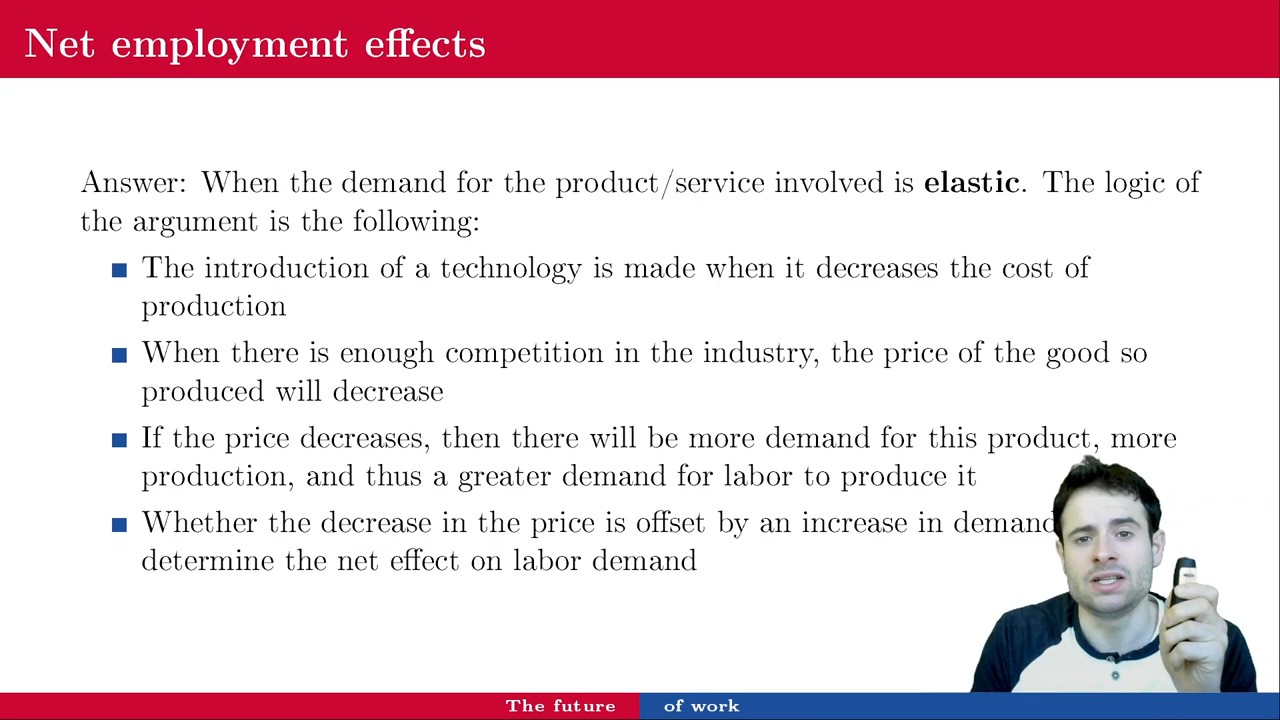 Net employment effects
Answer: When the demand for the product/service involved is elastic. The logic of
the argument is the following:
The introduction of a technology is made when it decreases the cost of
production
When there is enough competition in the industry, the price of the good so
produced will decrease
If the price decreases, then there will be more demand for this product, more
production, and thus a greater demand for labor to produce it
Whether the decrease in the price is offset by an increase in demand
determine the net effect on labor demand
The future of work